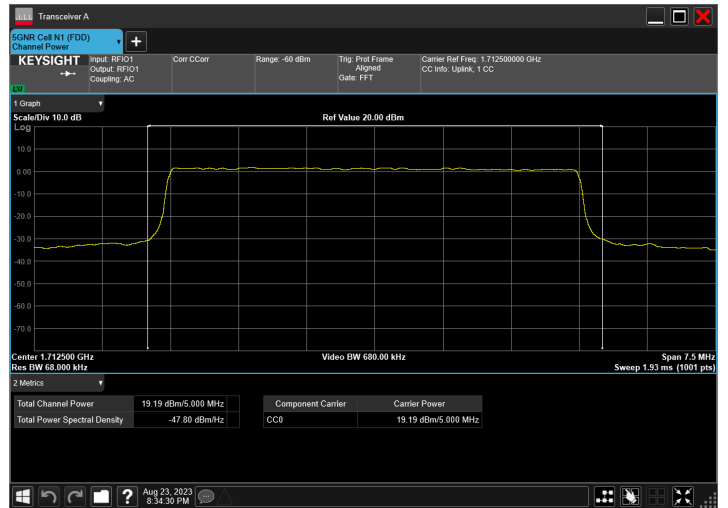 Transceiver A
5GNR Cell N1 (FDD)
Channel Power
KEYSIGHT
LXI
Input: RFIO1
Output: RFIO1
Coupling: AC
Corr CCorr
Range: -60 dBm
Trig: Prot Frame
Aligned
Gate: FFT
Carrier Ref Freq: 1.712500000 GHz
CC Info: Uplink, 1 CC
1 Graph
Scale/Div 10.0 dB
Ref Value 20.00 dBm
Log
10.0
0.00
-10.0
-20.0
-30.0
-40.0
-50.0
-60.0
-70.0
Center 1.712500 GHz
Video BW 680.00 kHz
Span 7.5 MHz
Res BW 68.000 kHz
Sweep 1.93 ms (1001 pts)
2 Metrics
Total Channel Power 19.19 dBm/5.000 MHz
Total Power Spectral Density -47.80 dBm/Hz
Component Carrier Carrier Power
CC0 19.19 dBm/5.000 MHz
Aug 23, 2023
8:34:30 PM